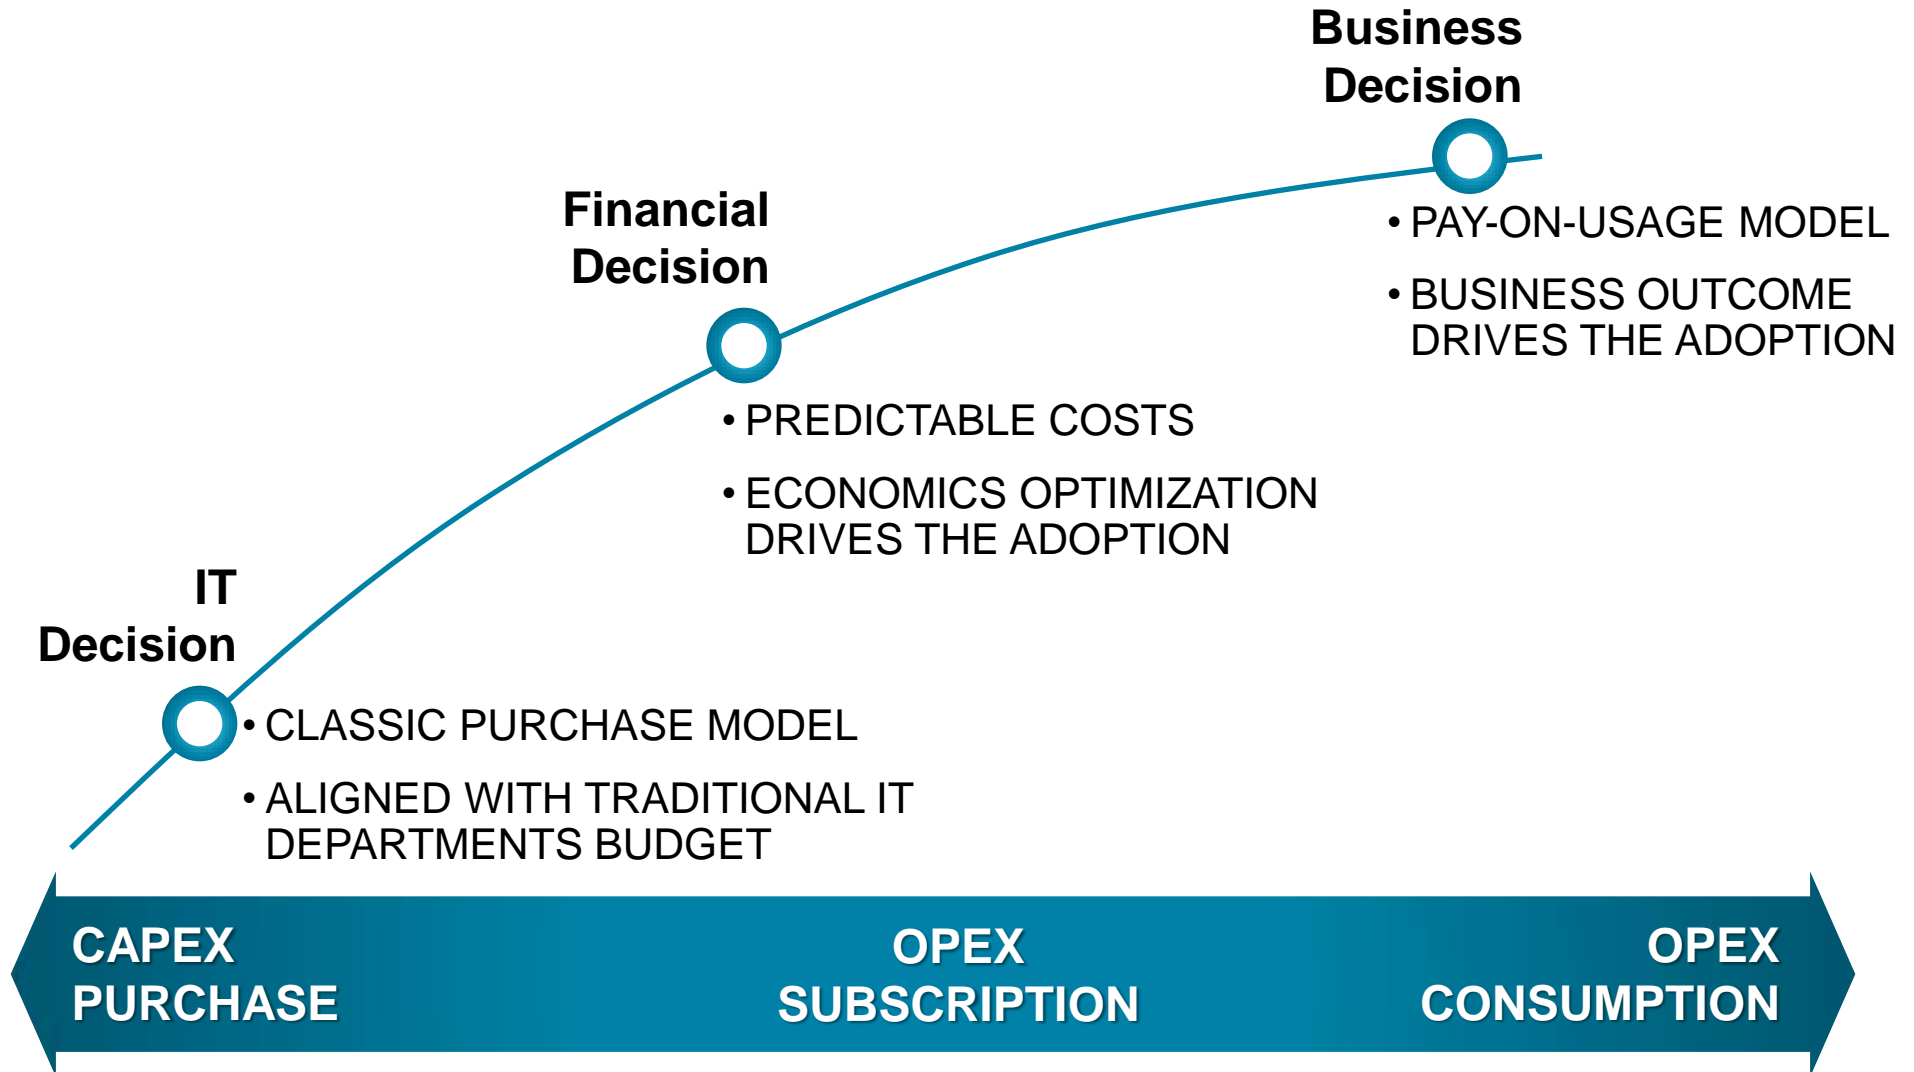 Business
Decision
• PAY-ON-USAGE MODEL
• BUSINESS OUTCOME
DRIVES THE ADOPTION
Financial
Decision
• PREDICTABLE COSTS
• ECONOMICS OPTIMIZATION
DRIVES THE ADOPTION
IT
Decision
• CLASSIC PURCHASE MODEL
• ALIGNED WITH TRADITIONAL IT
DEPARTMENTS BUDGET
CAPEX
PURCHASE
OPEX
SUBSCRIPTION
OPEX
CONSUMPTION